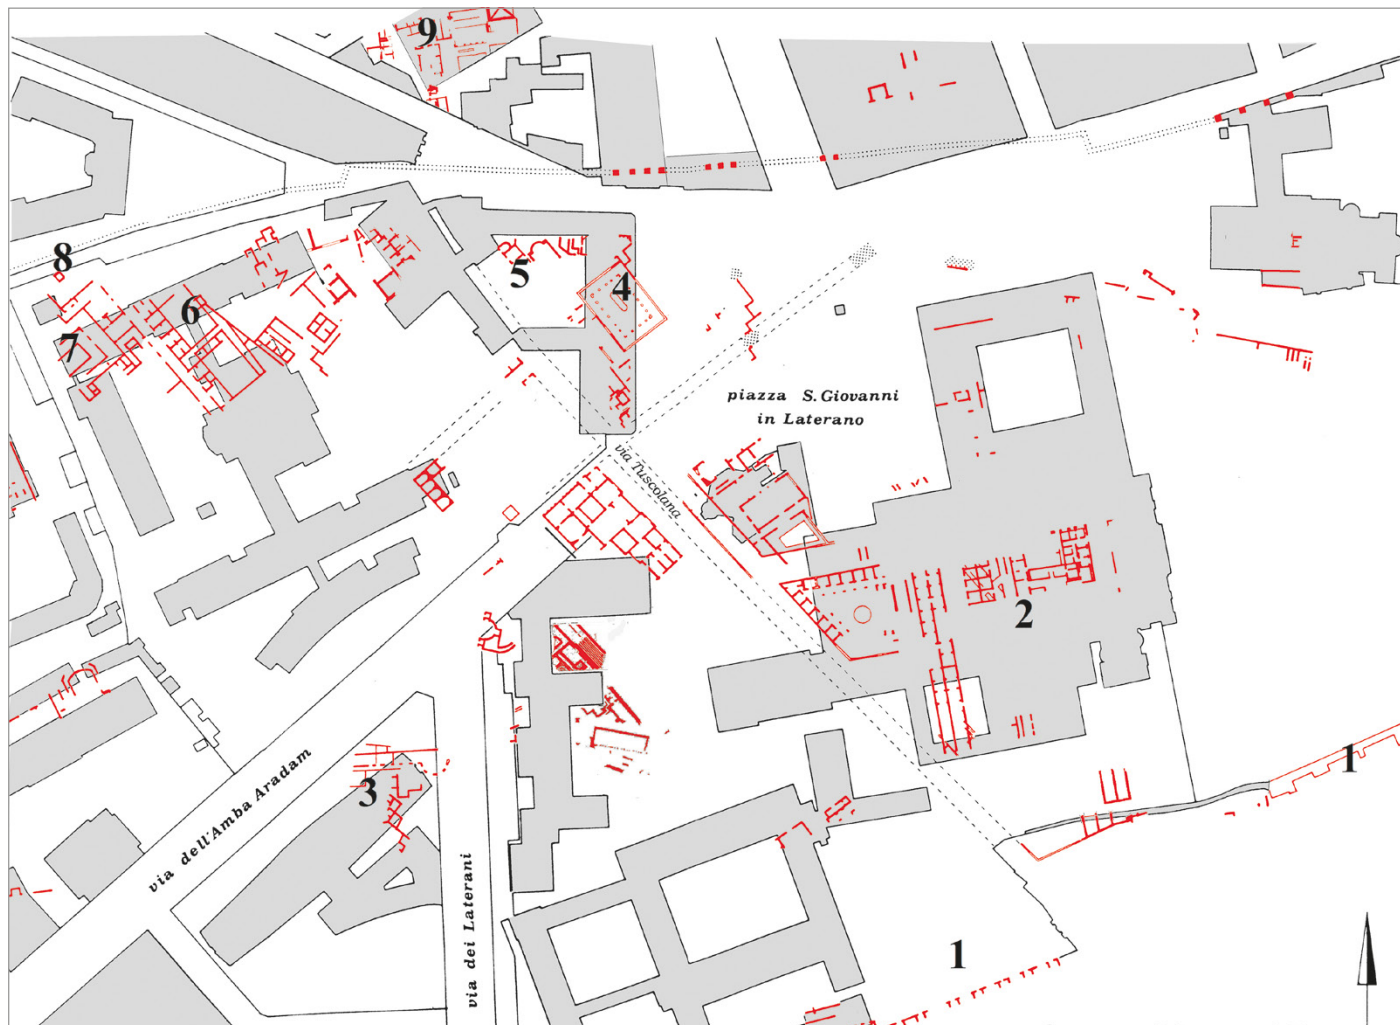 9
8
5
4
6
7
piazza S. Giovanni
in Laterano
via Tuscolana
2
1
3
via dell'Amba Aradam
via dei Laterani
1